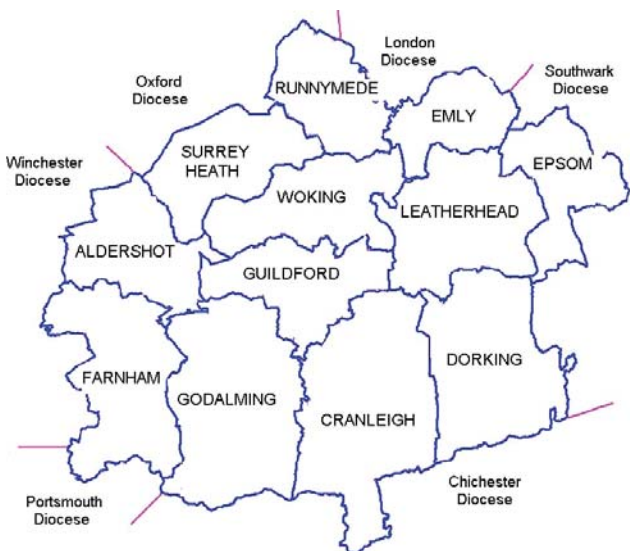 London
Diocese
RUNNYMEDE
Oxford
Diocese
Southwark
Diocese
EMLY
SURREY
HEATH
EPSOM
Winchester
Diocese
WOKING
LEATHERHEAD
ALDERSHOT
GUILDFORD
DORKING
FARNHAM
GODALMING
CRANLEIGH
Chichester
Diocese
Portsmouth
Diocese